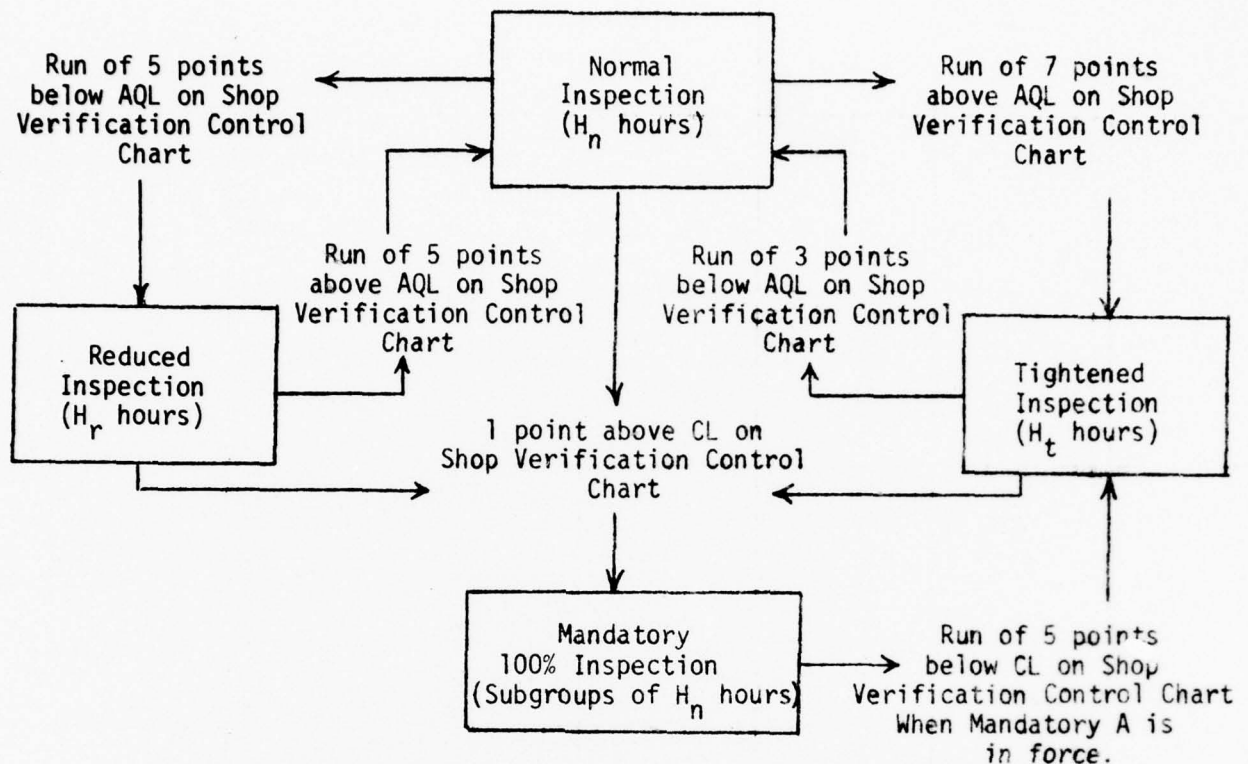 Run of 5 points
below AQL on Shop
Verification Control
Chart
Normal
Inspection
(Hn hours)
Run of 7 points
above AQL on Shop
Verification Control
Chart
Run of 5 points
above AQL on Shop
Verification Control
Chart
Run of 3 points
below AQL on Shop
Verification Control
Chart
Reduced
Inspection
(Hr hours)
Tightened
Inspection
(Ht hours)
1 point above CL on
Shop Verification Control
Chart
Mandatory
100% Inspection
(Subgroups of Hn hours)
Run of 5 points
below CL on Shop
Verification Control Chart
When Mandatory A is
in force.